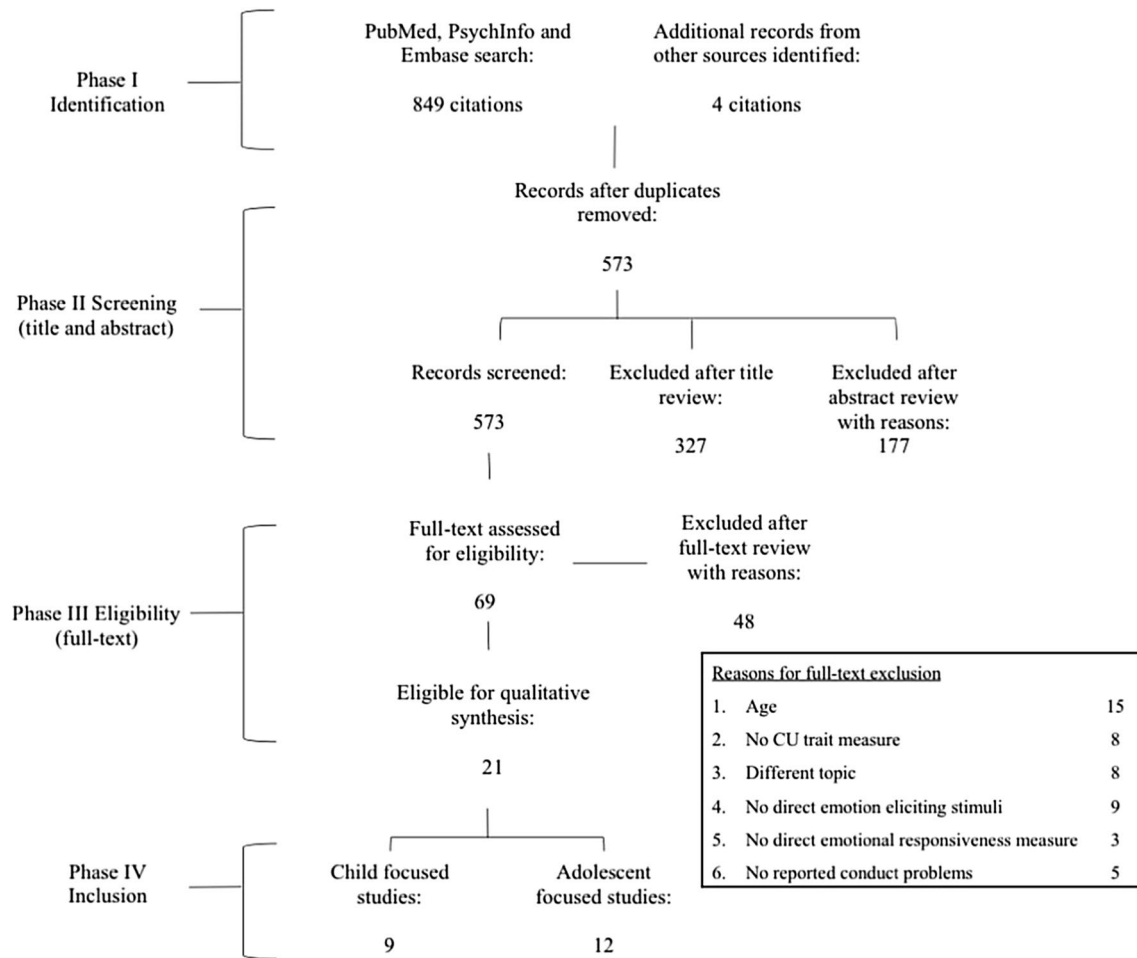 PubMed, PsychInfo and
Embase search:
849 citations
Additional records from
other sources identified:
4 citations
Phase I
Identification
Records after duplicates
removed:
573
Phase II Screening
(title and abstract)
Records screened:
573
Excluded after title
review:
327
Excluded after
abstract review
with reasons:
177
Phase III Eligibility
(full-text)
Full-text assessed
for eligibility:
69
Excluded after
full-text review
with reasons:
48
Eligible for qualitative
synthesis:
21
Reasons for full-text exclusion
1. Age 15
2. No CU trait measure 8
3. Different topic 8
4. No direct emotion eliciting stimuli 9
5. No direct emotional responsiveness measure 3
6. No reported conduct problems 5
Phase IV
Inclusion
Child focused
studies:
9
Adolescent
focused studies:
12